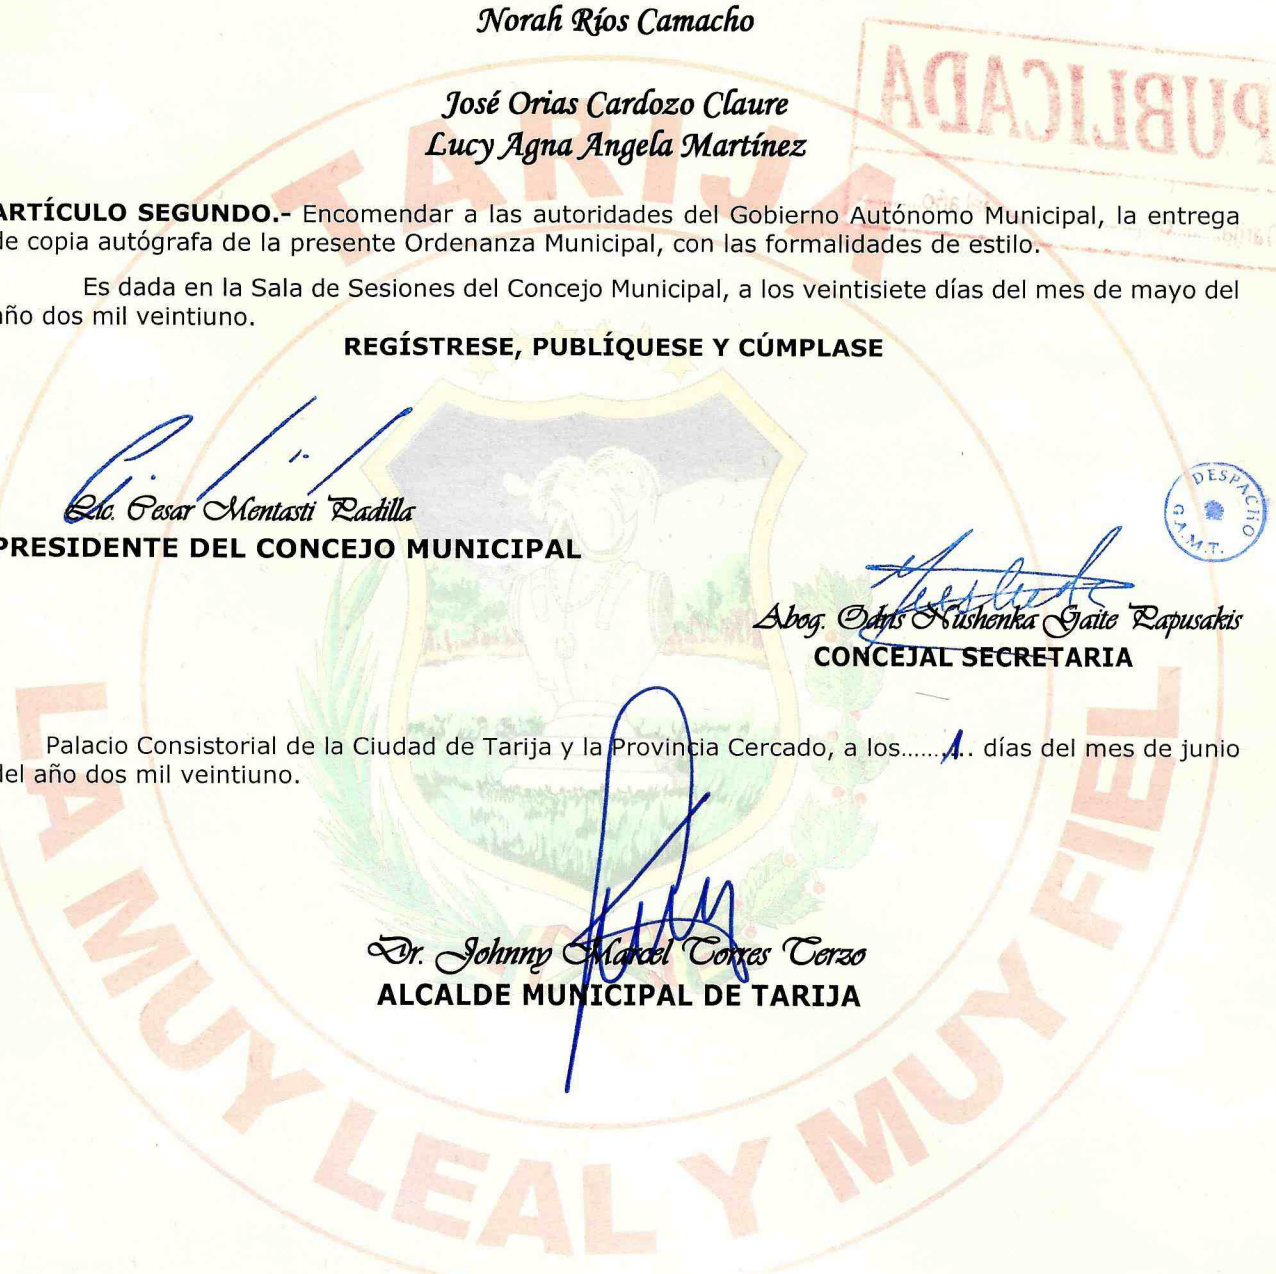 Norah Ríos Camacho
José Orias Cardozo Claure
Lucy Agna Angela Martínez
PUBLICADA
ARTÍCULO SEGUNDO.- Encomendar a las autoridades del Gobierno Autónomo Municipal, la entrega
de copia autógrafa de la presente Ordenanza Municipal, con las formalidades de estilo.
Es dada en la Sala de Sesiones del Concejo Municipal, a los veintisiete días del mes de mayo del
año dos mil veintiuno.
REGÍSTRESE, PUBLÍQUESE Y CÚMPLASE
Lic. Cesar Mentasti Padilla
PRESIDENTE DEL CONCEJO MUNICIPAL
DESPACHO
G.A.M.T.
Abog. Odris Nushenka Gaite Papusakis
CONCEJAL SECRETARIA
Palacio Consistorial de la Ciudad de Tarija y la Provincia Cercado, a los.....1.. días del mes de junio
del año dos mil veintiuno.
Dr. Johnny Marcel Torres Terzo
ALCALDE MUNICIPAL DE TARIJA
TARIJA
LA MUY LEAL Y MUY FIEL